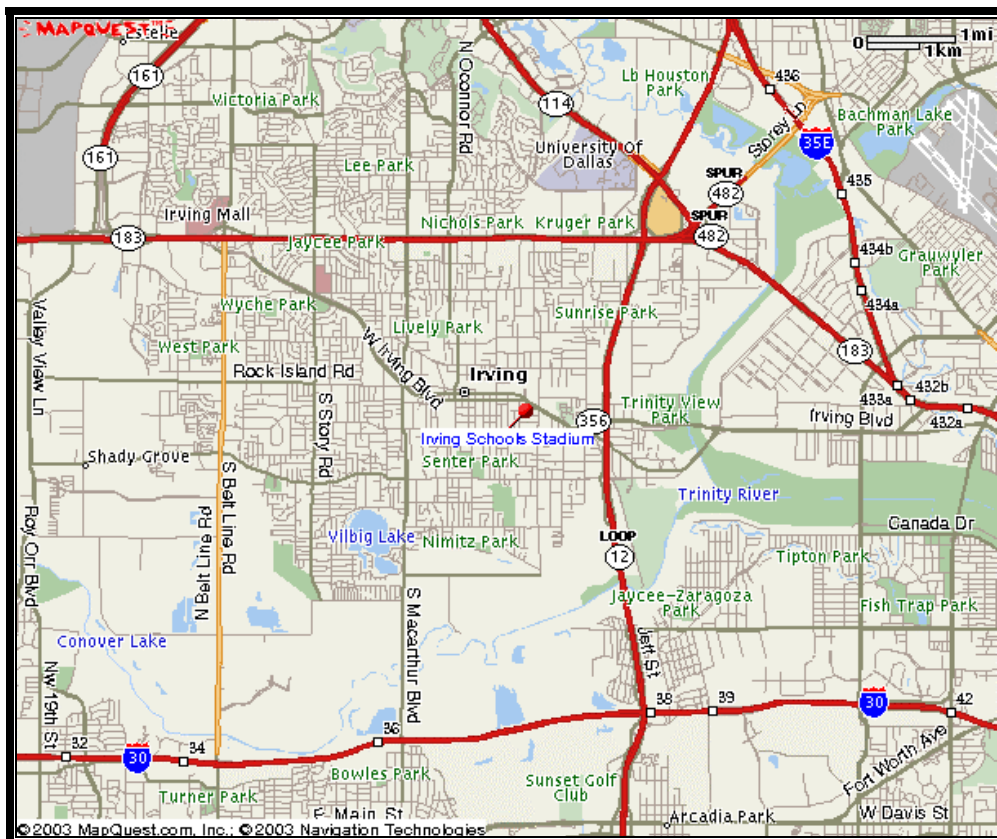 MAPQUEST
Estelle
161
Victoria Park
161
Lee Park
N Oconnor Rd
114
University Of
Dallas
Lb Houston
Park
436
0
1mi
1km
Bachman Lake
Park
35E
435
SPUR
482
SPUR
482
Irving Mall
Nichols Park
Kruger Park
183
Jaycee Park
434b
Grauwyler
Park
434a
Valley View Ln
Wyche Park
Lively Park
Sunrise Park
West Park
W Irving Blvd
183
Rock Island Rd
Irving
432b
433a
432a
Irving Blvd
S Story Rd
356
Trinity View
Park
Irving Schools Stadium
Shady Grove
Senter Park
S Belt Line Rd
Trinity River
Roy Orr Blvd
N Belt Line Rd
Vilbig Lake
Nimitz Park
LOOP
12
Canada Dr
Tipton Park
S Macarthur Blvd
Jaycee-Zaragoza
Park
Fish Trap Park
Conover Lake
Jeff St
Nw 19th St
38
39
30
42
32
30
34
36
Bowles Park
Turner Park
Sunset Golf
Club
Fort Worth Ave
E Main St
Arcadia Park
W Davis St
© 2003 MapQuest.com, Inc.; © 2003 Navigation Technologies